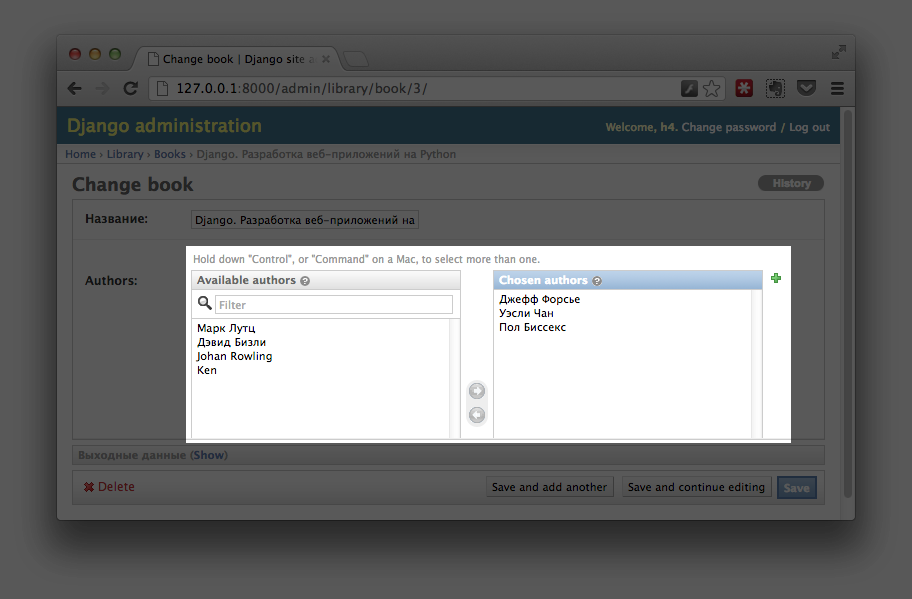 Change book | Django site a
127.0.0.1:8000/admin/library/book/3/
Django administration
Welcome, h4. Change password / Log out
Home › Library › Books › Django. Разработка веб-приложений на Python
Change book
History
Название:
Django. Разработка веб-приложений на
Hold down "Control", or "Command" on a Mac, to select more than one.
Authors:
Available authors ?
Chosen authors ?
Filter
Марк Лутц
Дэвид Бизли
Johan Rowling
Ken
Джефф Форсье
Уэсли Чан
Пол Биссекс
Выходные данные (Show)
Delete
Save and add another
Save and continue editing
Save